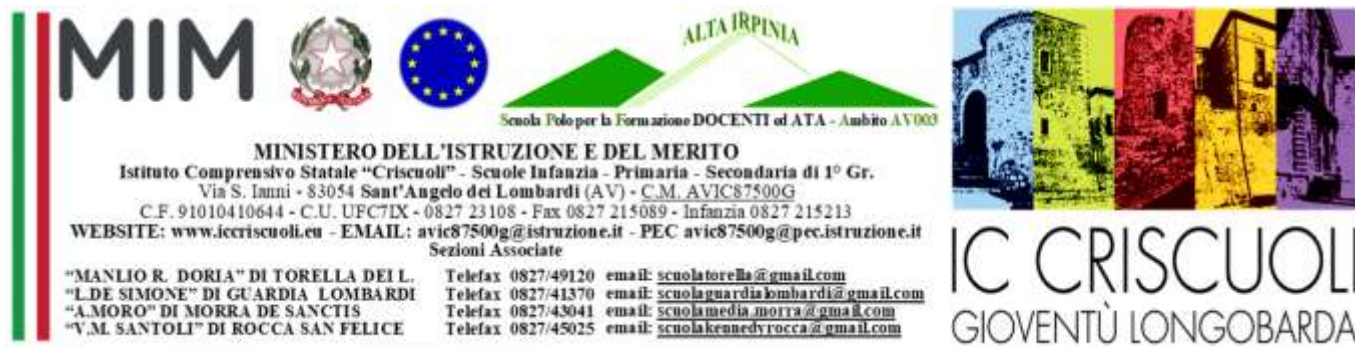 MIM
ALTA IRPINIA
Scuola Polo per la Formazione DOCENTI ed ATA - Ambito AV003
MINISTERO DELL'ISTRUZIONE E DEL MERITO
Istituto Comprensivo Statale “Criscuoli” - Scuole Infanzia - Primaria - Secondaria di 1° Gr.
Via S. Ianni - 83054 Sant'Angelo dei Lombardi (AV) - C.M. AVIC87500G
C.F. 91010410644 - C.U. UFC7IX - 0827 23108 - Fax 0827 215089 - Infanzia 0827 215213
WEBSITE: www.iccriscuoli.eu - EMAIL: avic87500g@istruzione.it - PEC avic87500g@pec.istruzione.it
Sezioni Associate
“MANLIO R. DORIA” DI TORELLA DEI L. Telefax 0827/49120 email: scuolatorella@gmail.com
“L.DE SIMONE” DI GUARDIA LOMBARDI Telefax 0827/41370 email: scuolaguardialombardi@gmail.com
“A.MORO” DI MORRA DE SANCTIS Telefax 0827/43041 email: scuolamedia.morra@gmail.com
“V.M. SANTOLI” DI ROCCA SAN FELICE Telefax 0827/45025 email: scuolakennedyrocca@gmail.com
IC CRISCUOLI
GIOVENTÙ LONGOBARDA